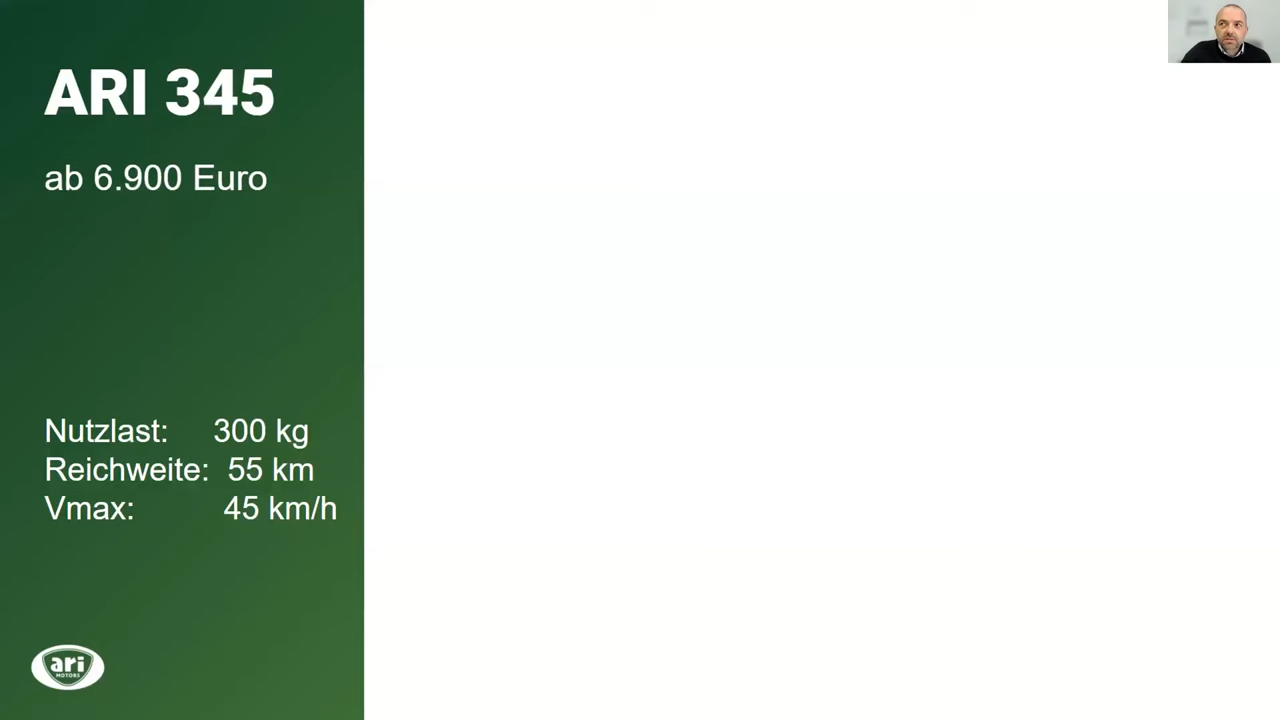 ARI 345
ab 6.900 Euro
Nutzlast: 300 kg
Reichweite: 55 km
Vmax: 45 km/h
ari
MOTORS